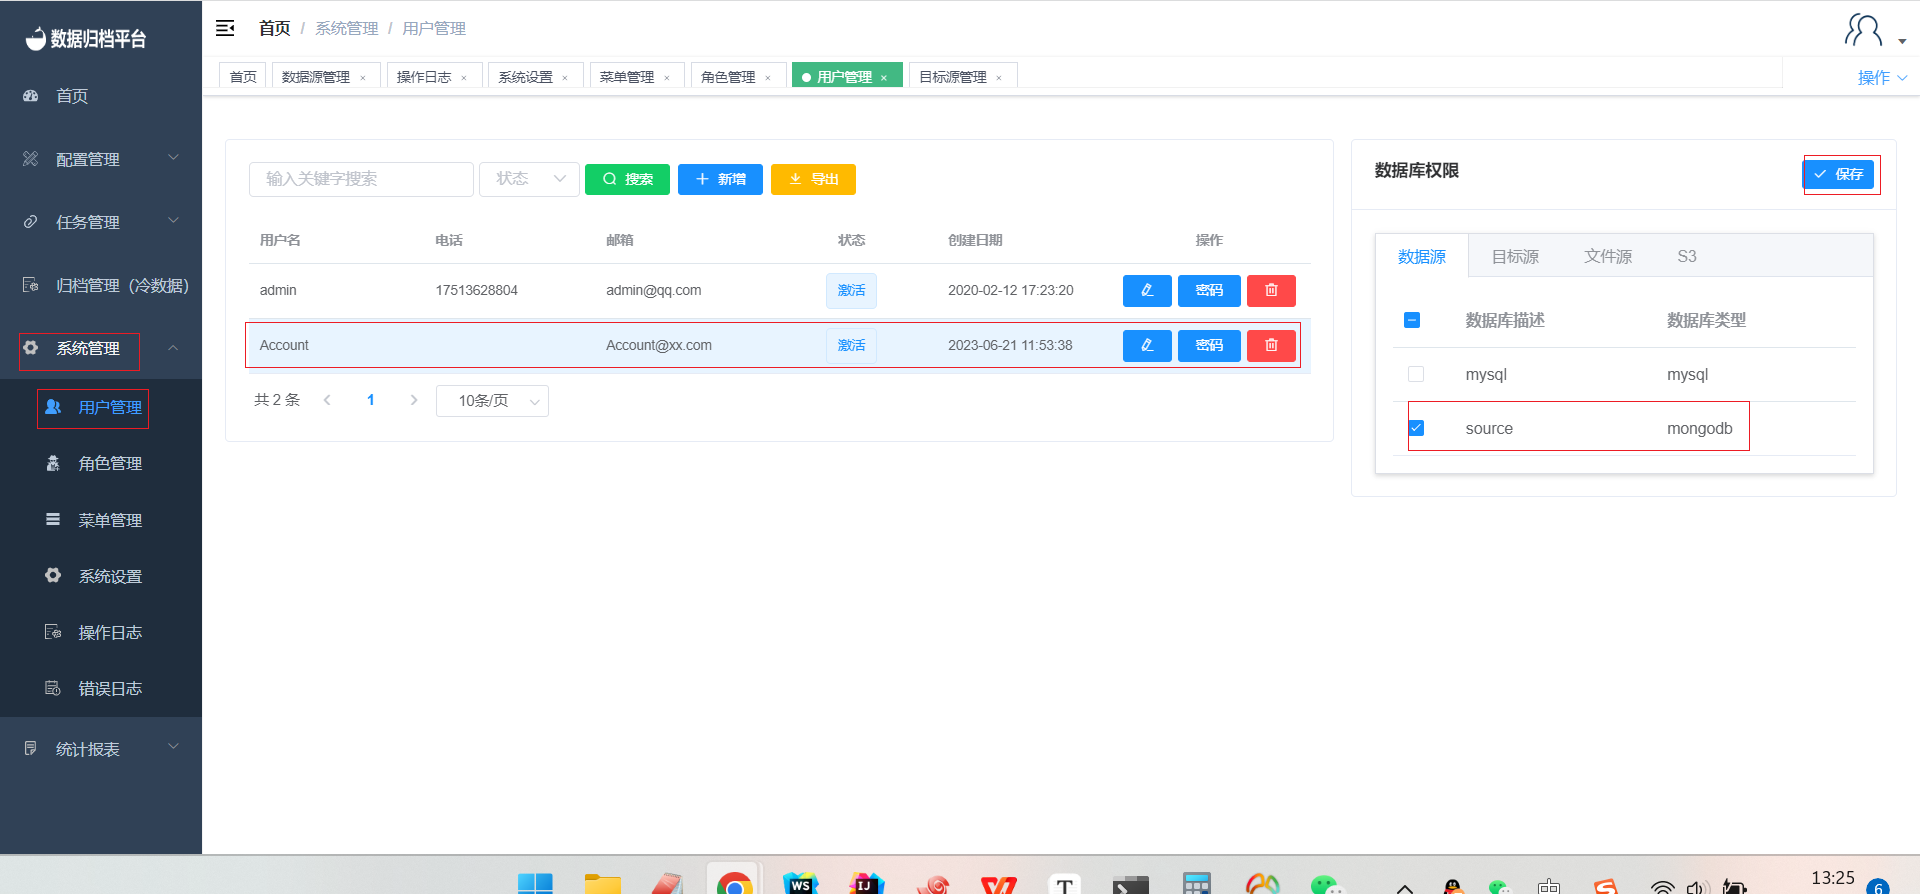 数据归档平台
首页 / 系统管理 / 用户管理
首页
数据源管理 ×
操作日志 ×
系统设置 ×
菜单管理 ×
角色管理 ×
用户管理 ×
目标源管理 ×
操作
首页
配置管理
任务管理
归档管理（冷数据)
系统管理
用户管理
角色管理
菜单管理
系统设置
操作日志
错误日志
统计报表
输入关键字搜索
状态
搜索
新增
导出
用户名 电话 邮箱 状态 创建日期 操作
admin 17513628804 admin@qq.com 激活 2020-02-12 17:23:20 密码
Account Account@xx.com 激活 2023-06-21 11:53:38 密码
共 2 条 1 10条/页
数据库权限
保存
数据源 目标源 文件源 S3
数据库描述 数据库类型
mysql mysql
source mongodb
WS
IJ
T
中
13:25
6